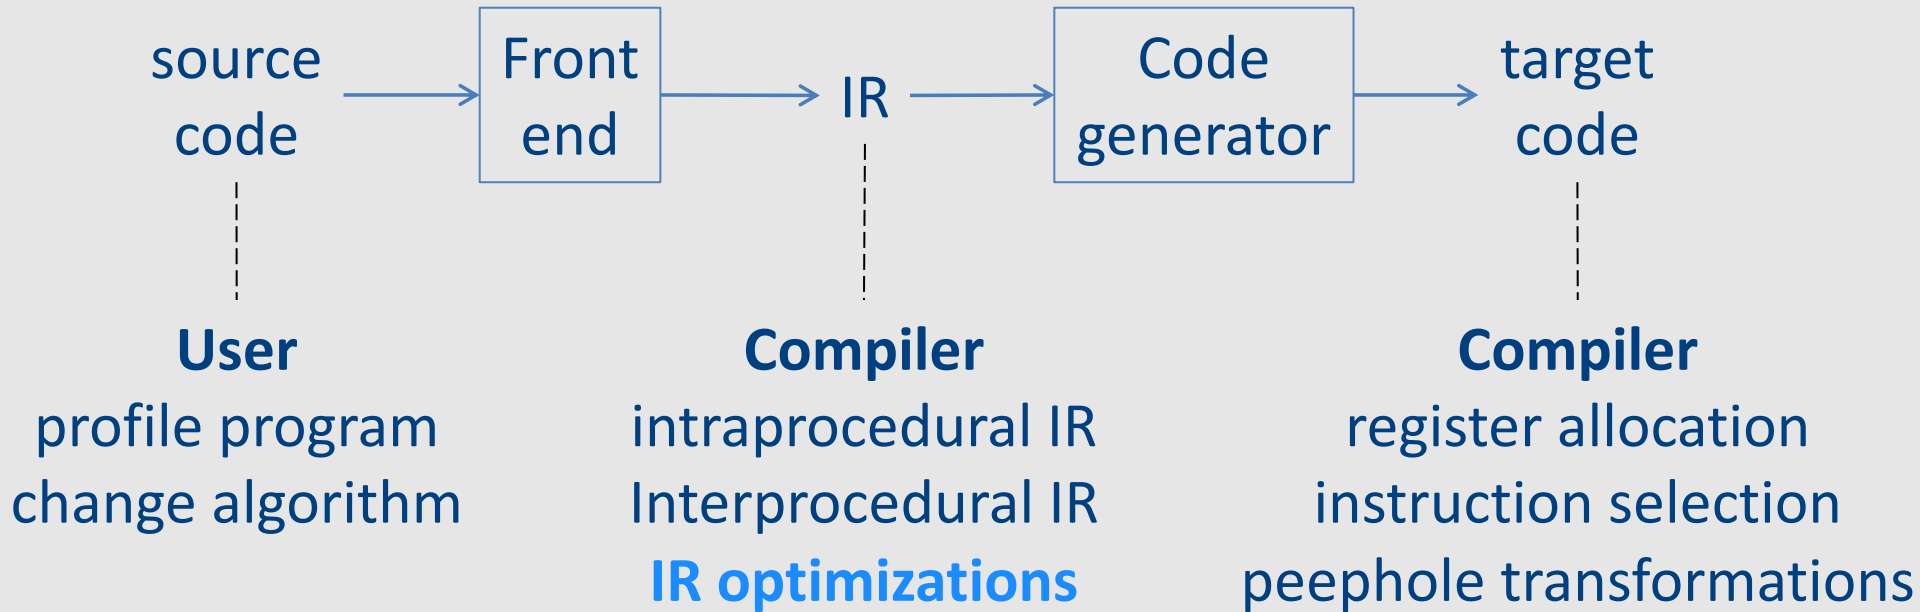 source
code
Front
end
IR
Code
generator
target
code
User
profile program
change algorithm
Compiler
intraprocedural IR
Interprocedural IR
IR optimizations
Compiler
register allocation
instruction selection
peephole transformations